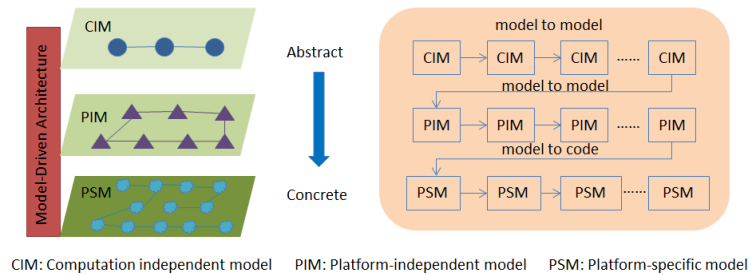 Model-Driven Architecture
CIM
PIM
PSM
Abstract
Concrete
model to model
CIM CIM CIM ...... CIM
model to model
PIM PIM PIM ...... PIM
model to code
PSM PSM PSM ...... PSM
CIM: Computation independent model PIM: Platform-independent model PSM: Platform-specific model